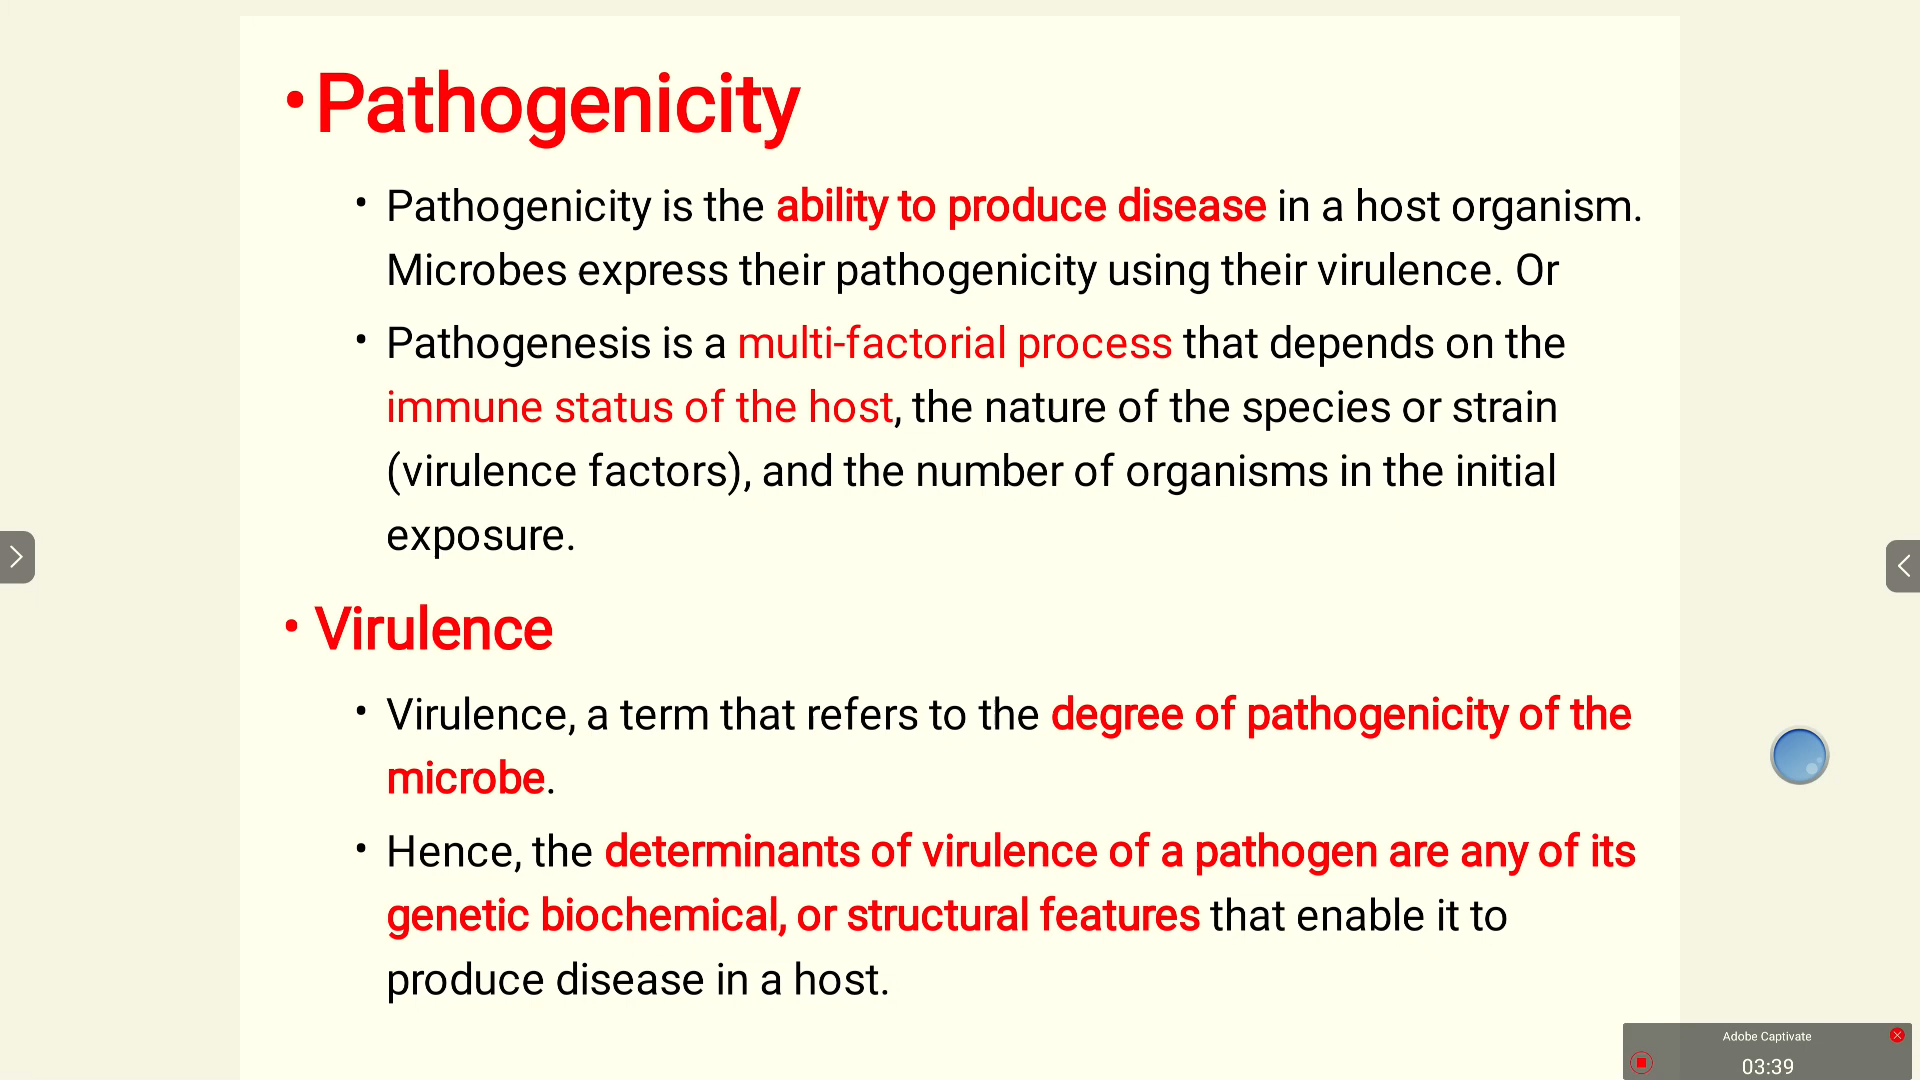 •Pathogenicity
• Pathogenicity is the ability to produce disease in a host organism.
Microbes express their pathogenicity using their virulence. Or
• Pathogenesis is a multi-factorial process that depends on the
immune status of the host, the nature of the species or strain
(virulence factors), and the number of organisms in the initial
exposure.
• Virulence
• Virulence, a term that refers to the degree of pathogenicity of the
microbe.
• Hence, the determinants of virulence of a pathogen are any of its
genetic biochemical, or structural features that enable it to
produce disease in a host.
Adobe Captivate
03:39